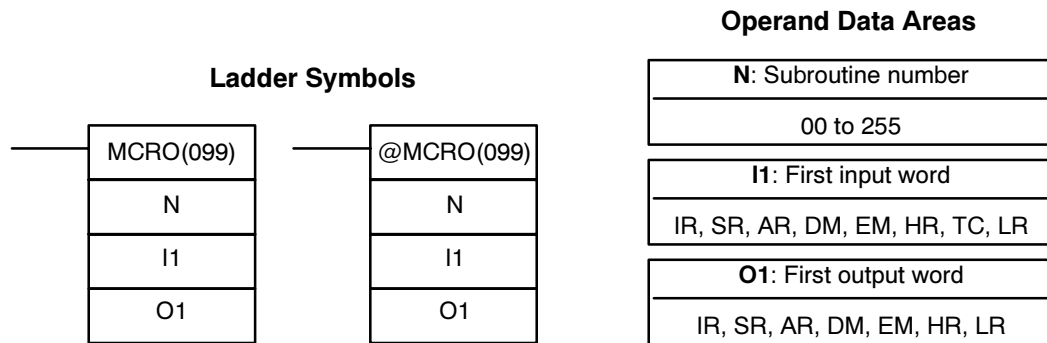 Ladder Symbols
MCRO(099)
N
I1
O1
@MCRO(099)
N
I1
O1
Operand Data Areas
N: Subroutine number
00 to 255
I1: First input word
IR, SR, AR, DM, EM, HR, TC, LR
O1: First output word
IR, SR, AR, DM, EM, HR, LR